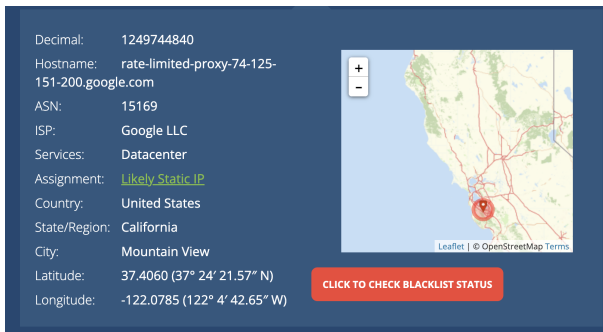 Decimal: 1249744840
Hostname: rate-limited-proxy-74-125-
151-200.google.com
ASN: 15169
ISP: Google LLC
Services: Datacenter
Assignment: Likely Static IP
Country: United States
State/Region: California
City: Mountain View
Latitude: 37.4060 (37° 24′ 21.57″ N)
Longitude: -122.0785 (122° 4′ 42.65″ W)
+
-
Leaflet | © OpenStreetMap Terms
CLICK TO CHECK BLACKLIST STATUS